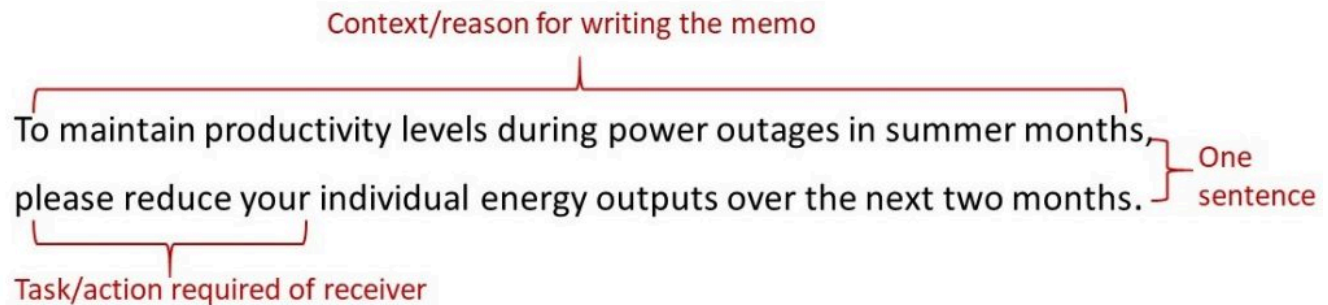 Context/reason for writing the memo
To maintain productivity levels during power outages in summer months,
please reduce your individual energy outputs over the next two months.
One
sentence
Task/action required of receiver